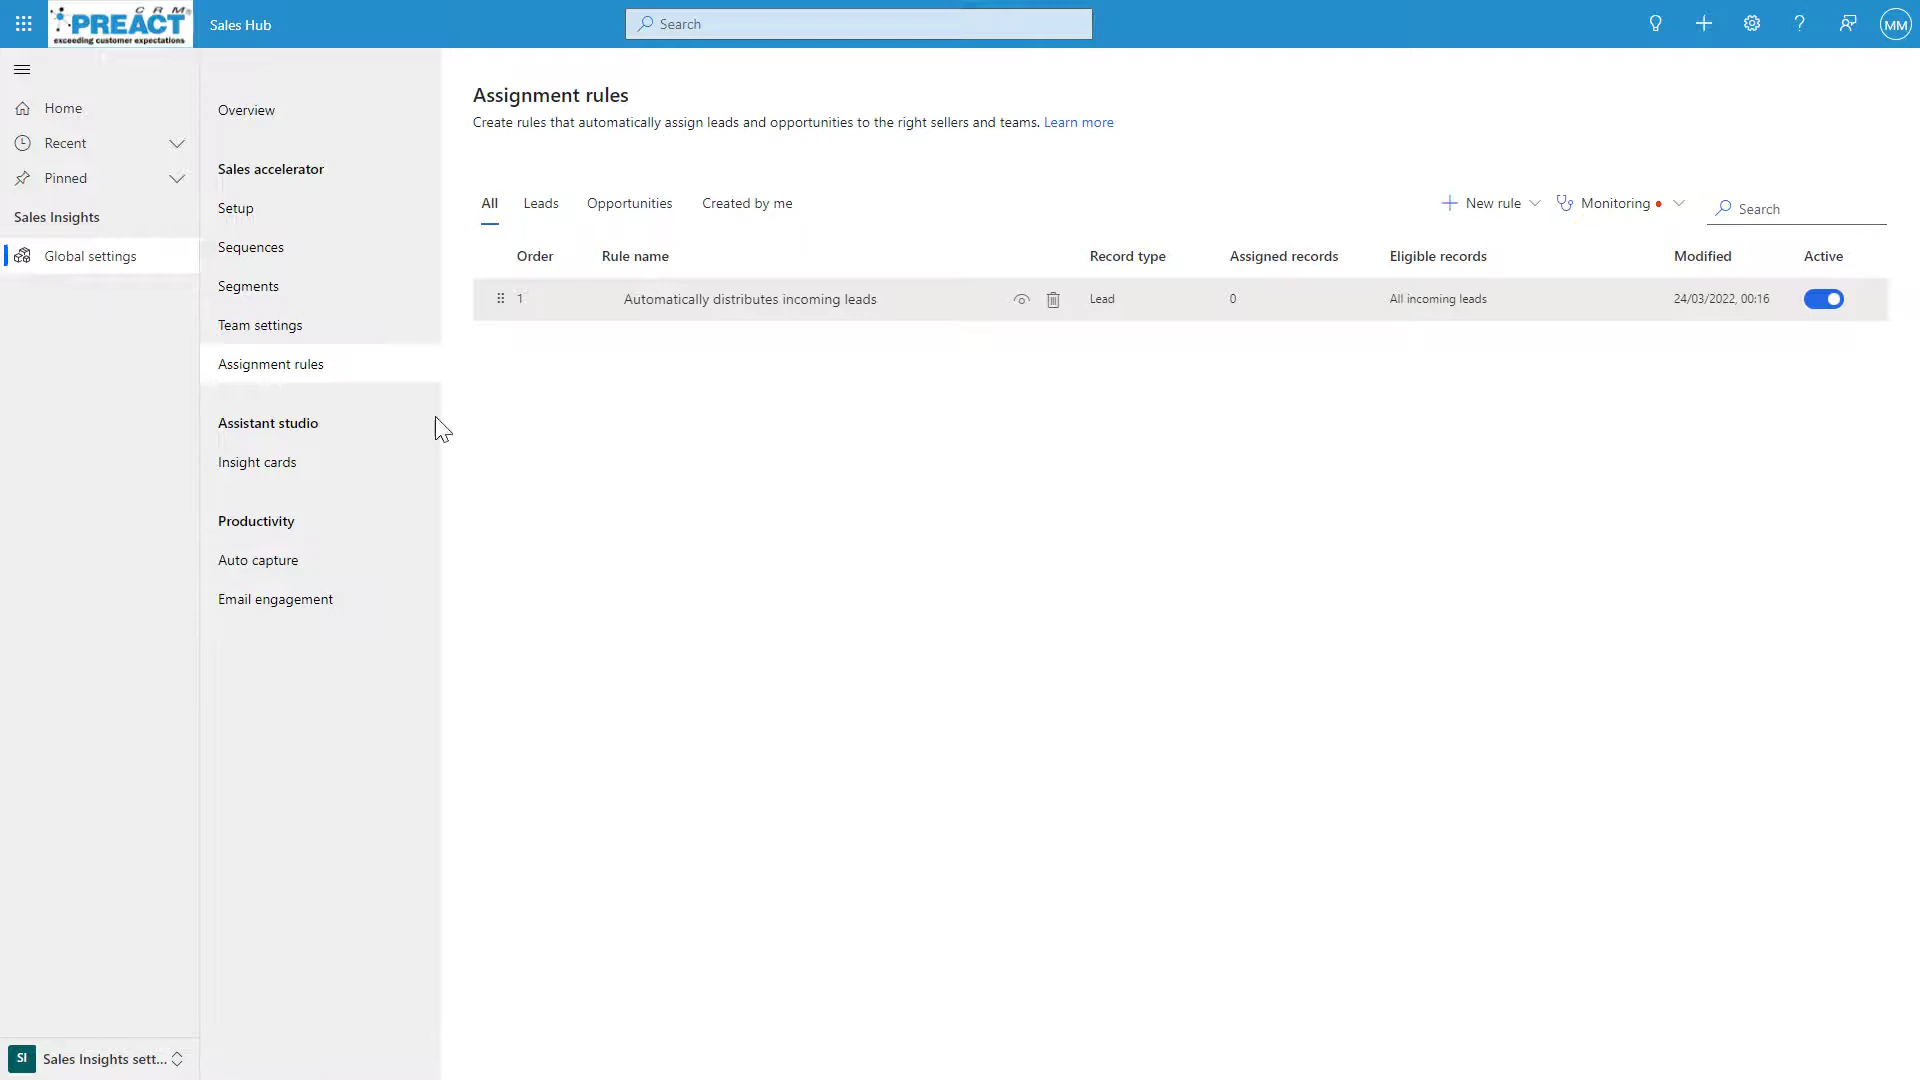 CRM®
PREACT
exceeding customer expectations
Sales Hub
Search
MM
Home
Recent
Pinned
Sales Insights
Global settings
Overview
Sales accelerator
Setup
Sequences
Segments
Team settings
Assignment rules
Assistant studio
Insight cards
Productivity
Auto capture
Email engagement
Assignment rules
Create rules that automatically assign leads and opportunities to the right sellers and teams. Learn more
All Leads Opportunities Created by me
New rule Monitoring Search
Order Rule name Record type Assigned records Eligible records Modified Active
1 Automatically distributes incoming leads Lead 0 All incoming leads 24/03/2022, 00:16
SI Sales Insights sett...